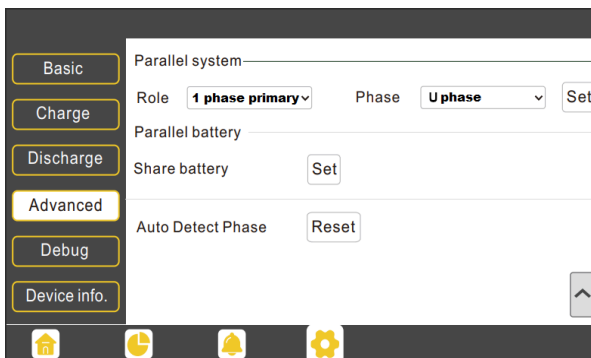 Basic
Charge
Discharge
Advanced
Debug
Device info.
Parallel system
Role 1 phase primary Phase U phase Set
Parallel battery
Share battery Set
Auto Detect Phase Reset